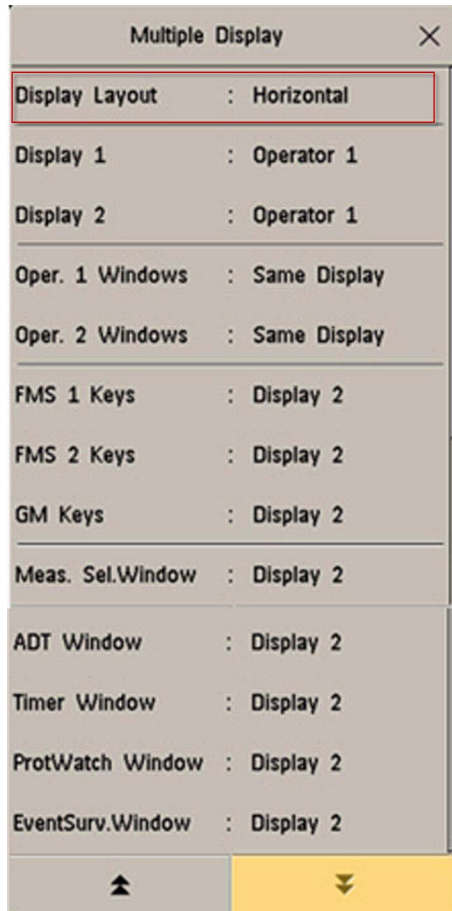 Multiple Display
Display Layout : Horizontal
Display 1 : Operator 1
Display 2 : Operator 1
Oper. 1 Windows : Same Display
Oper. 2 Windows : Same Display
FMS 1 Keys : Display 2
FMS 2 Keys : Display 2
GM Keys : Display 2
Meas. Sel.Window : Display 2
ADT Window : Display 2
Timer Window : Display 2
ProtWatch Window : Display 2
EventSurv.Window : Display 2